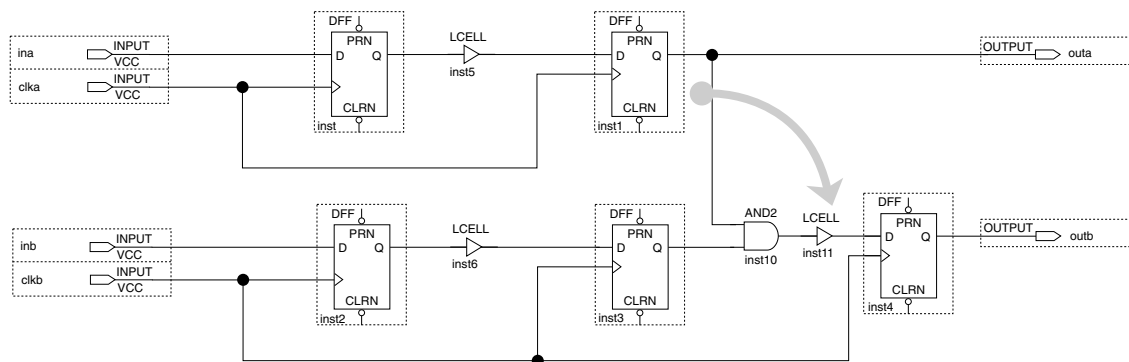 DFF
DFF
LCELL
PRN
PRN
INPUT
OUTPUT
ina
D
Q
D
Q
outa
VCC
inst5
INPUT
clka
VCC
CLRN
CLRN
inst
inst1
DFF
DFF
DFF
AND2
LCELL
LCELL
PRN
PRN
PRN
INPUT
OUTPUT
inb
D
Q
D
Q
D
Q
outb
VCC
inst6
inst10
inst11
INPUT
clkb
VCC
CLRN
CLRN
CLRN
inst2
inst3
inst4